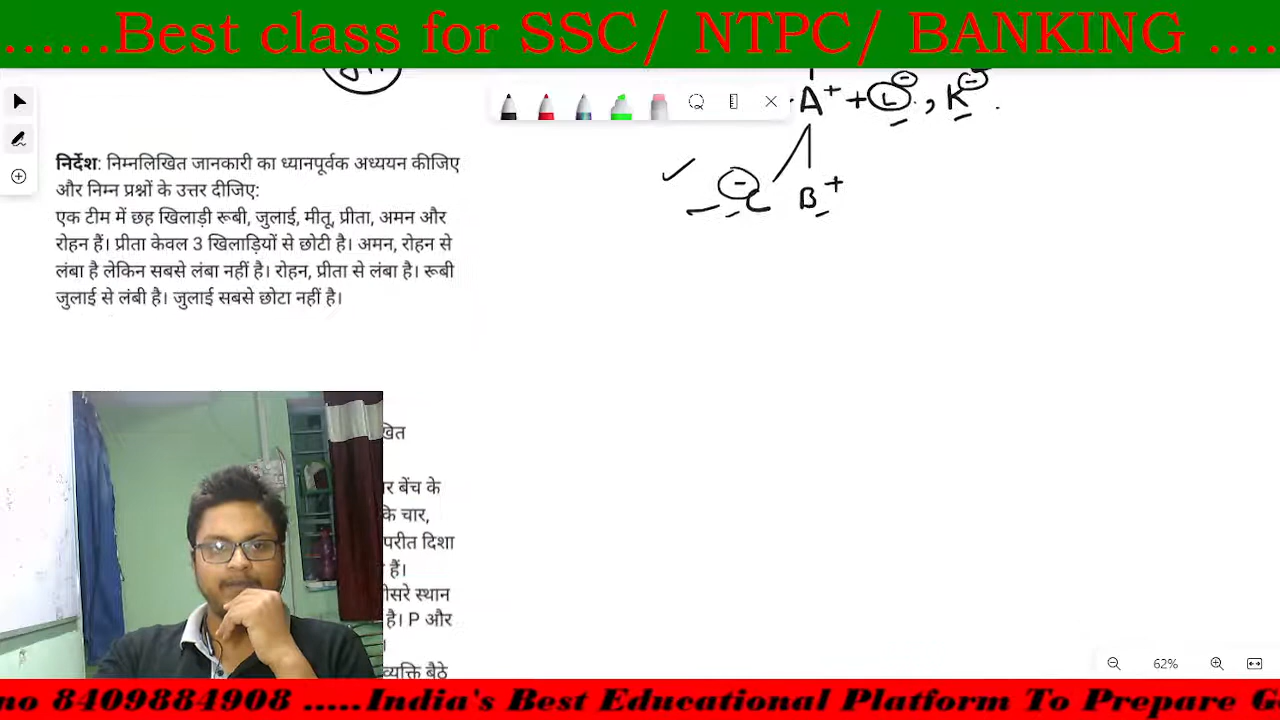 ......Best class for SSC/ NTPC/ BANKING ....
A+ + L-, K-
निर्देश: निम्नलिखित जानकारी का ध्यानपूर्वक अध्ययन कीजिए
और निम्न प्रश्नों के उत्तर दीजिए:
एक टीम में छह खिलाड़ी रूबी, जुलाई, मीतू, प्रीता, अमन और
रोहन हैं। प्रीता केवल 3 खिलाड़ियों से छोटी है। अमन, रोहन से
लंबा है लेकिन सबसे लंबा नहीं है। रोहन, प्रीता से लंबा है। रूबी
जुलाई से लंबी है। जुलाई सबसे छोटा नहीं है।
- C B+
र बेंच के
के चार,
परीत दिशा
हैं।
ीसरे स्थान
है। P और
व्यक्ति बैठे
62%
no 8409884908 .....India's Best Educational Platform To Prepare G